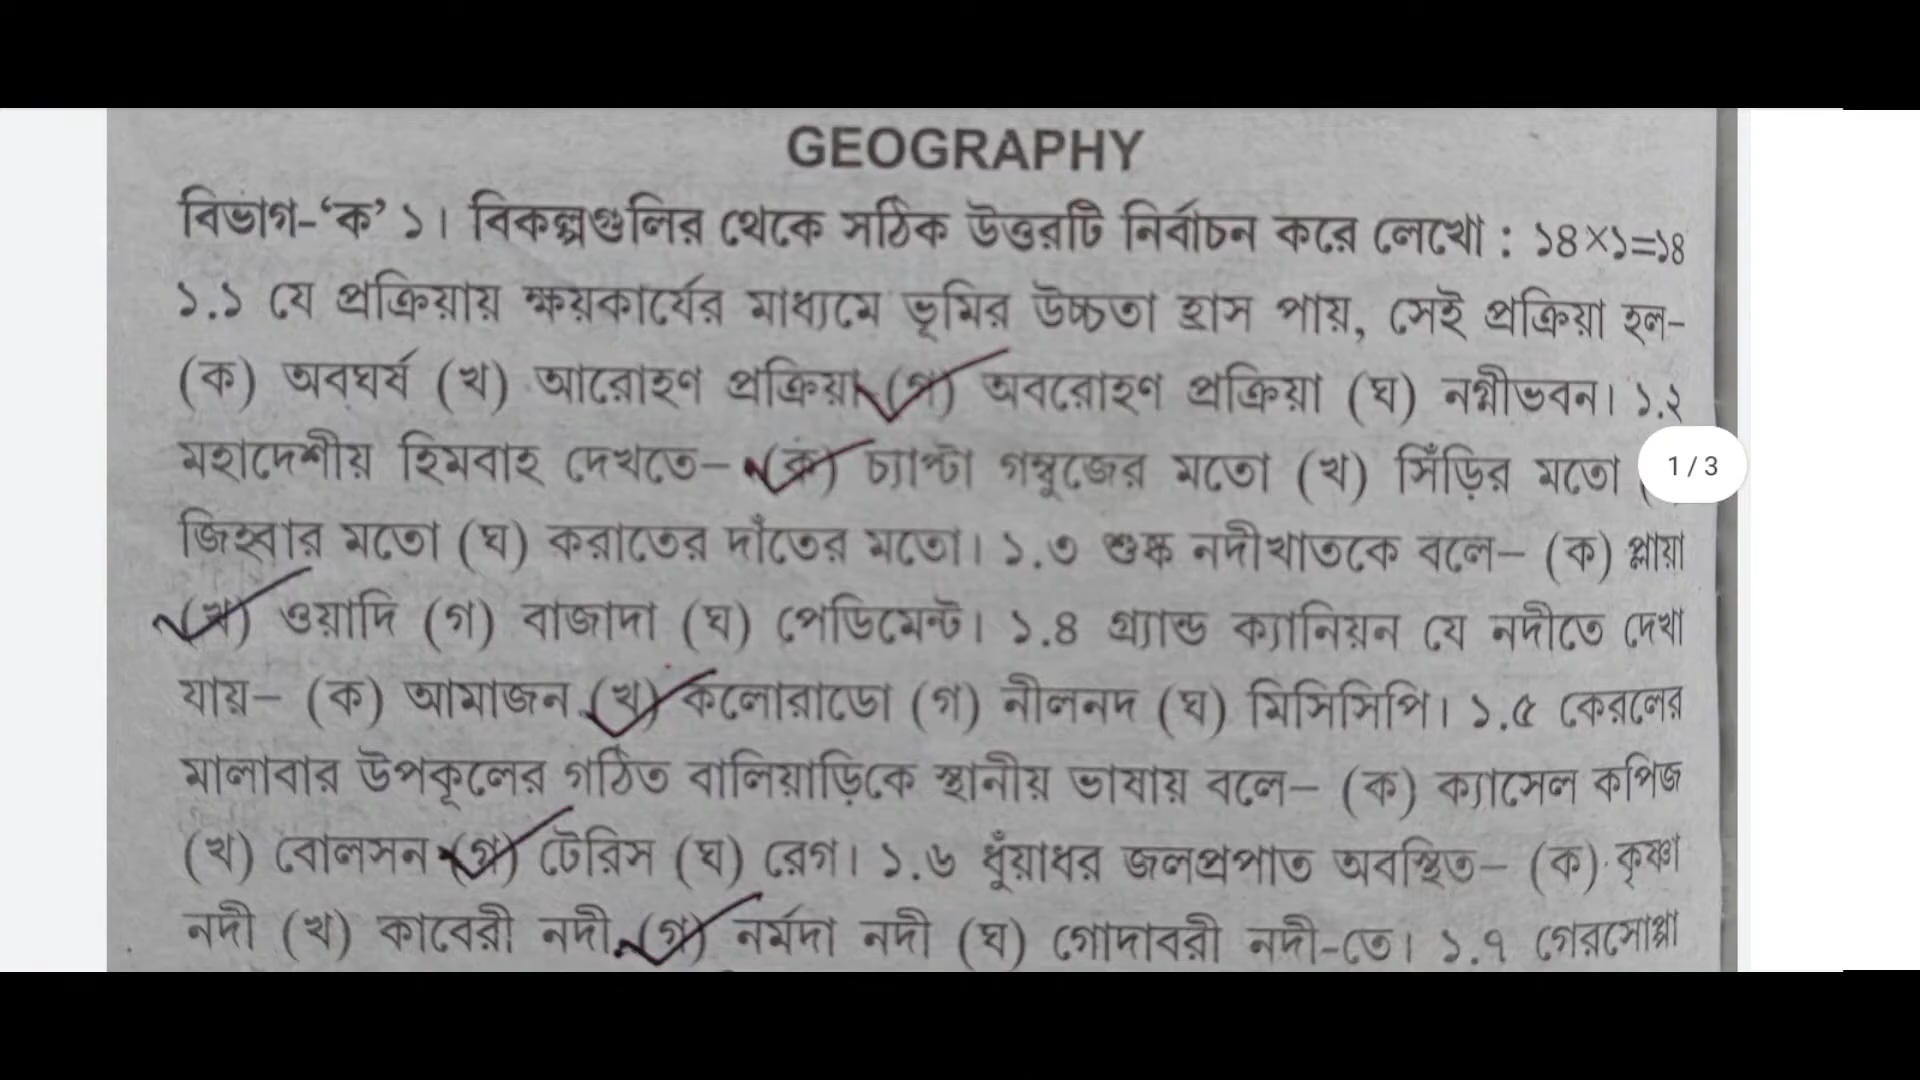 GEOGRAPHY
বিভাগ-‘ক’ ১। বিকল্পগুলির থেকে সঠিক উত্তরটি নির্বাচন করে লেখো : ১৪×১=১৪
১.১ যে প্রক্রিয়ায় ক্ষয়কার্যের মাধ্যমে ভূমির উচ্চতা হ্রাস পায়, সেই প্রক্রিয়া হল–
(ক) অবঘর্ষ (খ) আরোহণ প্রক্রিয়া (গ) অবরোহণ প্রক্রিয়া (ঘ) নগ্নীভবন। ১.২
মহাদেশীয় হিমবাহ দেখতে– (ক) চ্যাপ্টা গম্বুজের মতো (খ) সিঁড়ির মতো (
1 / 3
জিহ্বার মতো (ঘ) করাতের দাঁতের মতো। ১.৩ শুষ্ক নদীখাতকে বলে– (ক) প্লায়া
(খ) ওয়াদি (গ) বাজাদা (ঘ) পেডিমেন্ট। ১.৪ গ্র্যান্ড ক্যানিয়ন যে নদীতে দেখা
যায়– (ক) আমাজন (খ) কলোরাডো (গ) নীলনদ (ঘ) মিসিসিপি। ১.৫ কেরলের
মালাবার উপকূলের গঠিত বালিয়াড়িকে স্থানীয় ভাষায় বলে– (ক) ক্যাসেল কপিজ
(খ) বোলসন (গ) টেরিস (ঘ) রেগ। ১.৬ ধুঁয়াধর জলপ্রপাত অবস্থিত– (ক) কৃষ্ণা
নদী (খ) কাবেরী নদী (গ) নর্মদা নদী (ঘ) গোদাবরী নদী-তে। ১.৭ গেরসোপ্পা